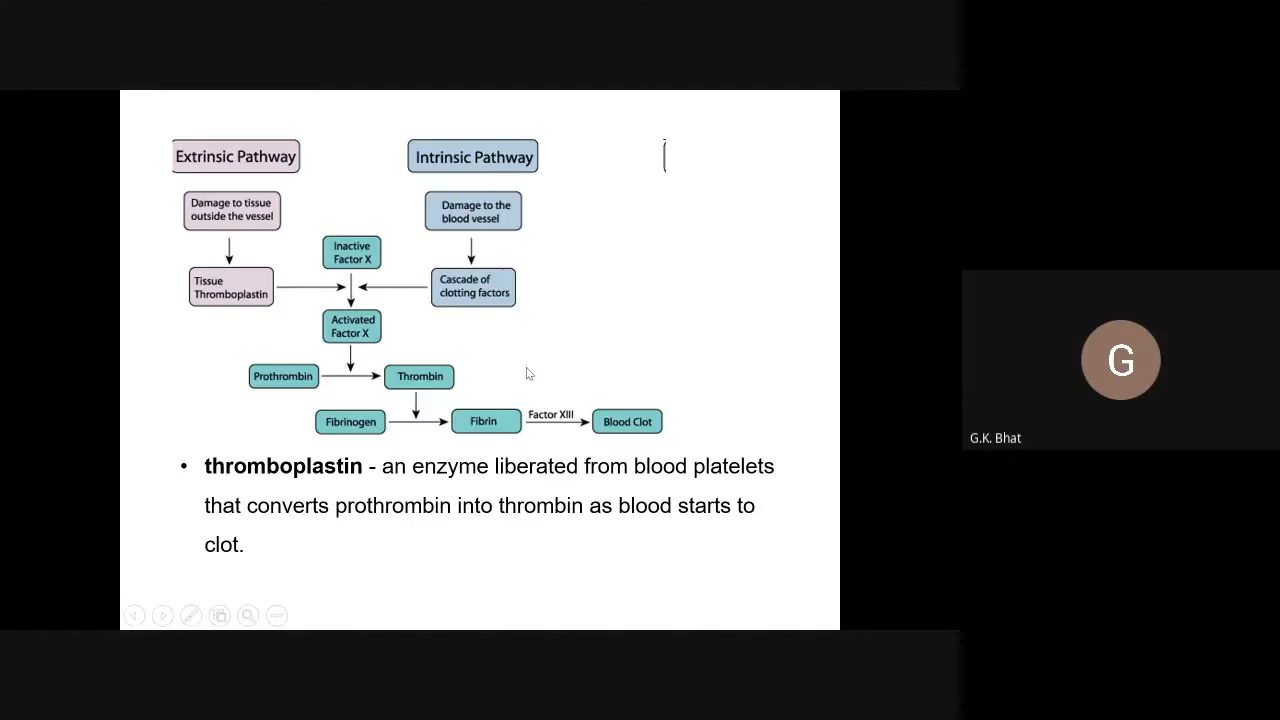 Extrinsic Pathway
Intrinsic Pathway
Damage to tissue
outside the vessel
Damage to the
blood vessel
Inactive
Factor X
Tissue
Thromboplastin
Cascade of
clotting factors
Activated
Factor X
Prothrombin
Thrombin
Fibrinogen
Fibrin
Factor XIII
Blood Clot
• thromboplastin - an enzyme liberated from blood platelets
that converts prothrombin into thrombin as blood starts to
clot.
G
G.K. Bhat